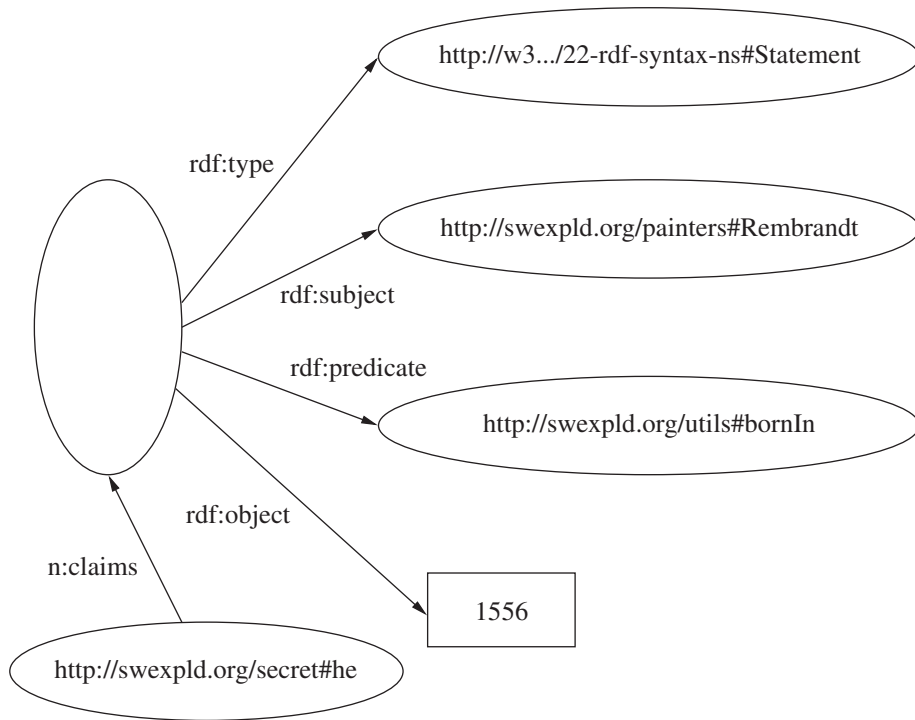 http://w3.../22-rdf-syntax-ns#Statement
rdf:type
http://swexpld.org/painters#Rembrandt
rdf:subject
rdf:predicate
http://swexpld.org/utils#bornIn
rdf:object
n:claims
1556
http://swexpld.org/secret#he